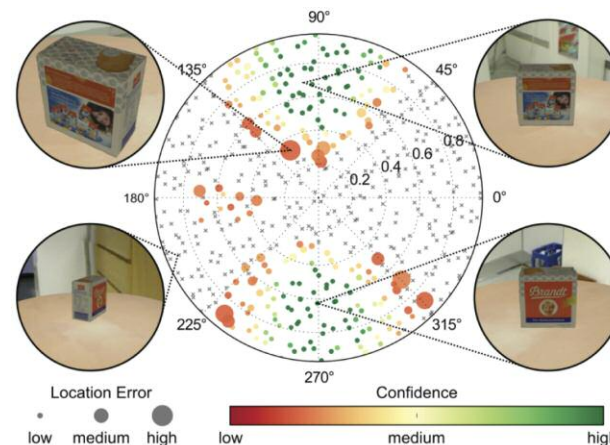 90°
135°
45°
0.8
0.6
0.4
0.2
180°
0°
Brandt
225°
315°
270°
Location Error
Confidence
low
medium
high
low
medium
high